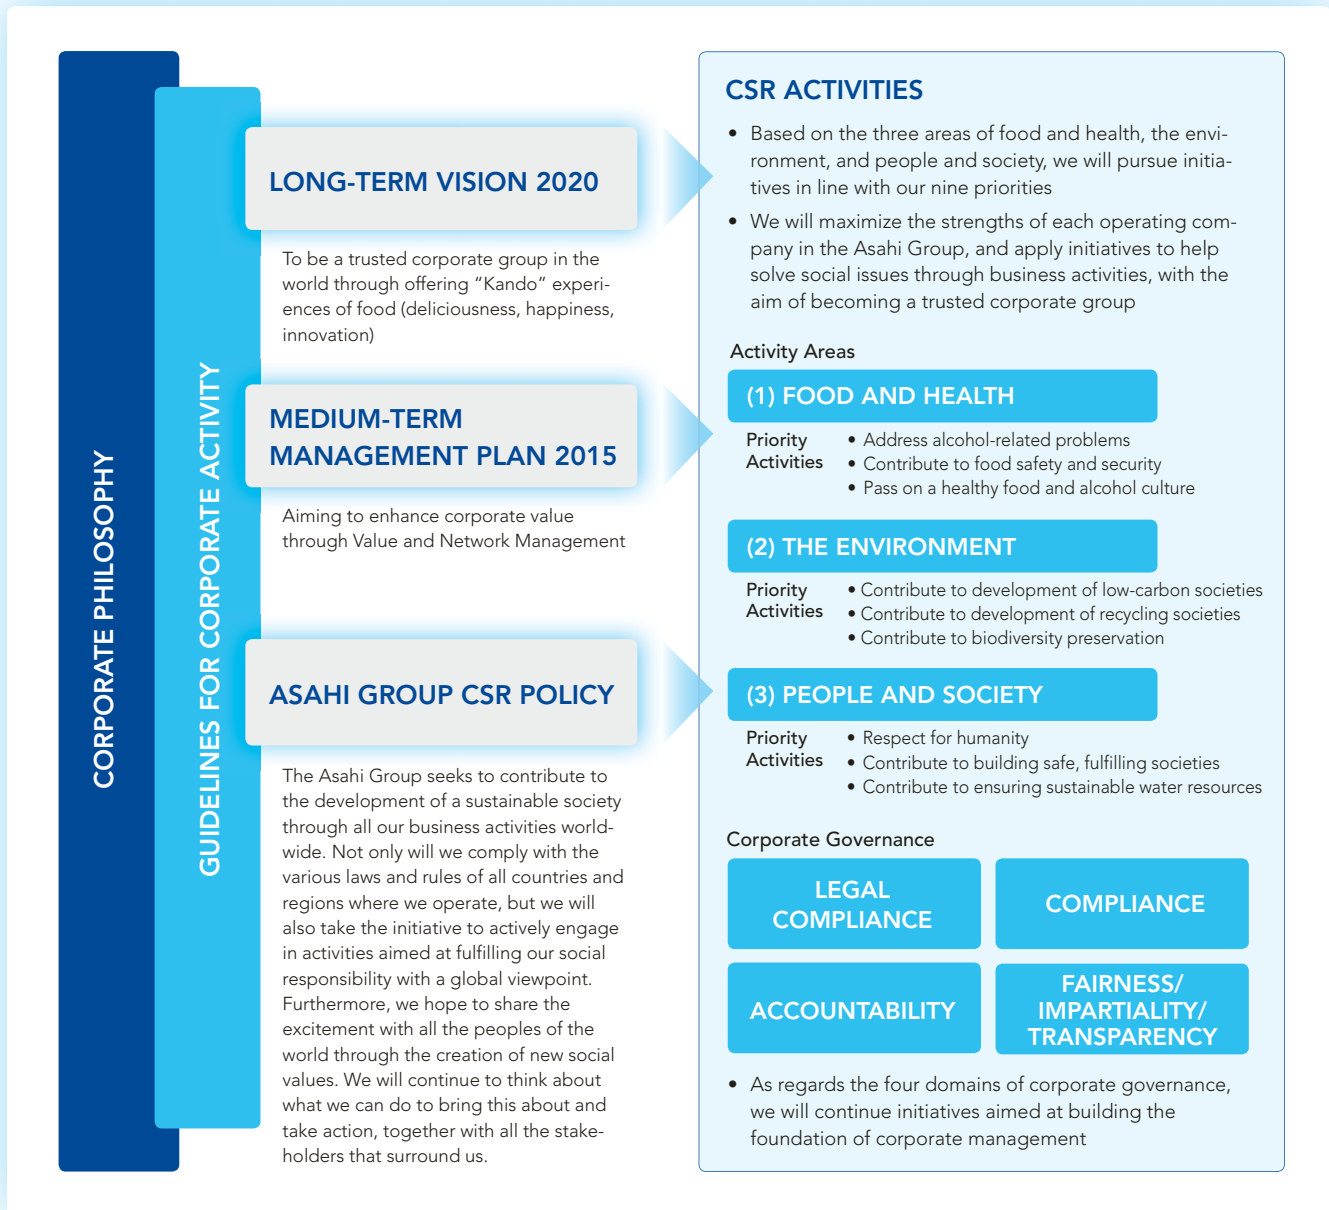 CORPORATE PHILOSOPHY
GUIDELINES FOR CORPORATE ACTIVITY
LONG-TERM VISION 2020
To be a trusted corporate group in the
world through offering “Kando” experi-
ences of food (deliciousness, happiness,
innovation)
MEDIUM-TERM
MANAGEMENT PLAN 2015
Aiming to enhance corporate value
through Value and Network Management
ASAHI GROUP CSR POLICY
The Asahi Group seeks to contribute to
the development of a sustainable society
through all our business activities world-
wide. Not only will we comply with the
various laws and rules of all countries and
regions where we operate, but we will
also take the initiative to actively engage
in activities aimed at fulfilling our social
responsibility with a global viewpoint.
Furthermore, we hope to share the
excitement with all the peoples of the
world through the creation of new social
values. We will continue to think about
what we can do to bring this about and
take action, together with all the stake-
holders that surround us.
CSR ACTIVITIES
• Based on the three areas of food and health, the envi-
ronment, and people and society, we will pursue initia-
tives in line with our nine priorities
• We will maximize the strengths of each operating com-
pany in the Asahi Group, and apply initiatives to help
solve social issues through business activities, with the
aim of becoming a trusted corporate group
Activity Areas
(1) FOOD AND HEALTH
Priority
Activities
• Address alcohol-related problems
• Contribute to food safety and security
• Pass on a healthy food and alcohol culture
(2) THE ENVIRONMENT
Priority
Activities
• Contribute to development of low-carbon societies
• Contribute to development of recycling societies
• Contribute to biodiversity preservation
(3) PEOPLE AND SOCIETY
Priority
Activities
• Respect for humanity
• Contribute to building safe, fulfilling societies
• Contribute to ensuring sustainable water resources
Corporate Governance
LEGAL
COMPLIANCE
COMPLIANCE
ACCOUNTABILITY
FAIRNESS/
IMPARTIALITY/
TRANSPARENCY
• As regards the four domains of corporate governance,
we will continue initiatives aimed at building the
foundation of corporate management